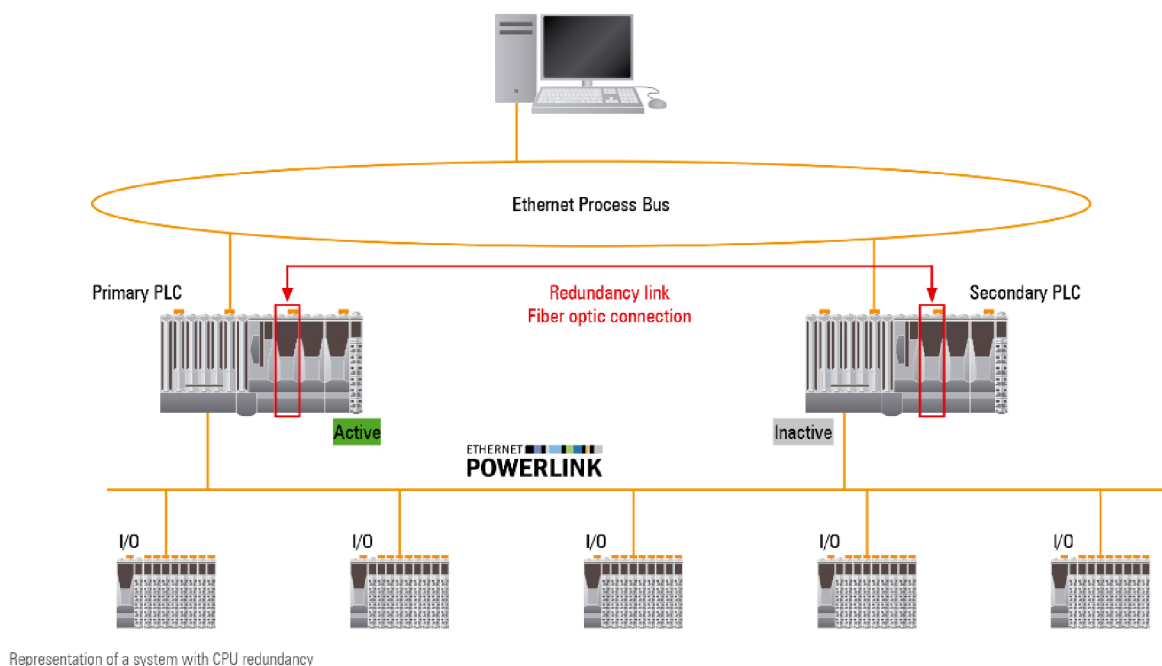 Ethernet Process Bus
Primary PLC
Redundancy link
Fiber optic connection
Secondary PLC
Active
Inactive
ETHERNET
POWERLINK
I/O
I/O
I/O
I/O
I/O
Representation of a system with CPU redundancy